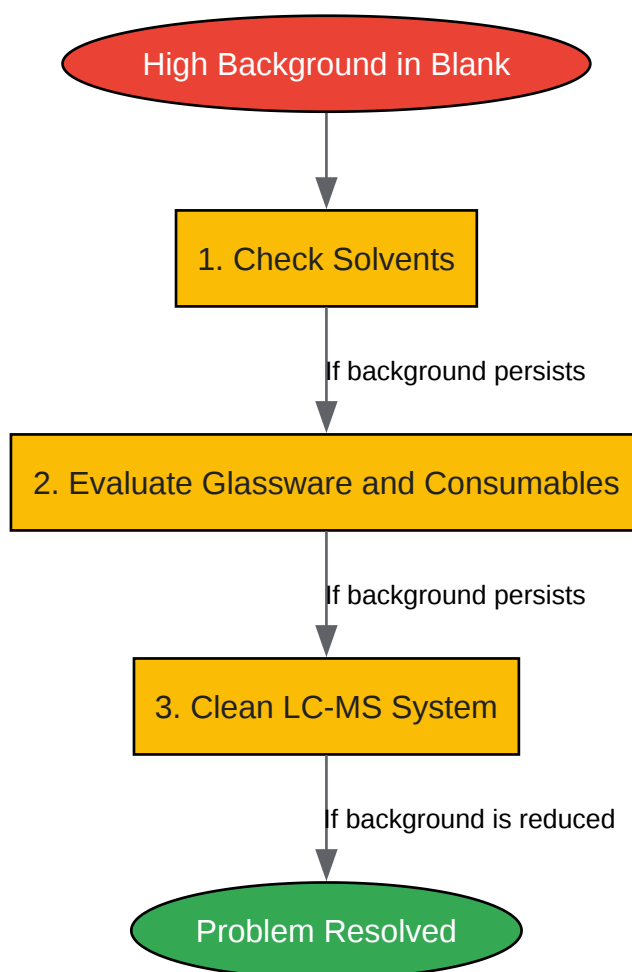 High Background in Blank
1. Check Solvents
If background persists
2. Evaluate Glassware and Consumables
If background persists
3. Clean LC-MS System
If background is reduced
Problem Resolved